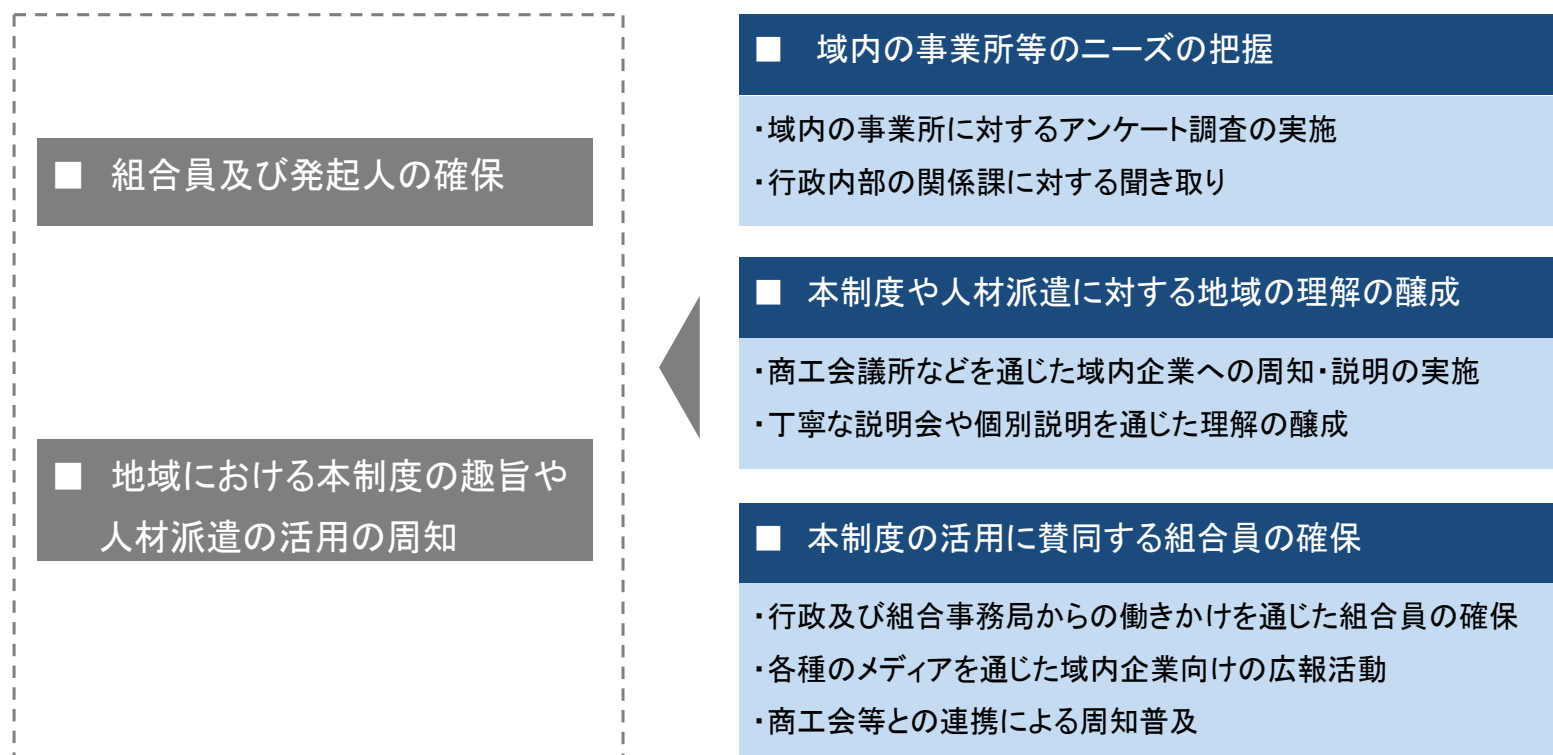 ■ 組合員及び発起人の確保
■ 地域における本制度の趣旨や
人材派遣の活用の周知
■ 域内の事業所等のニーズの把握
・域内の事業所に対するアンケート調査の実施
・行政内部の関係課に対する聞き取り
■ 本制度や人材派遣に対する地域の理解の醸成
・商工会議所などを通じた域内企業への周知・説明の実施
・丁寧な説明会や個別説明を通じた理解の醸成
■ 本制度の活用に賛同する組合員の確保
・行政及び組合事務局からの働きかけを通じた組合員の確保
・各種のメディアを通じた域内企業向けの広報活動
・商工会等との連携による周知普及